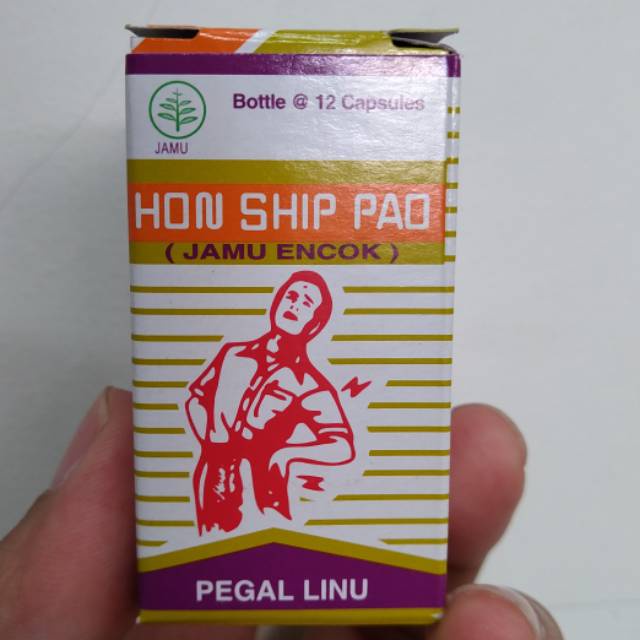 Bottle @ 12 Capsules
JAMU
HON SHIP PAO
( JAMU ENCOK )
PEGAL LINU